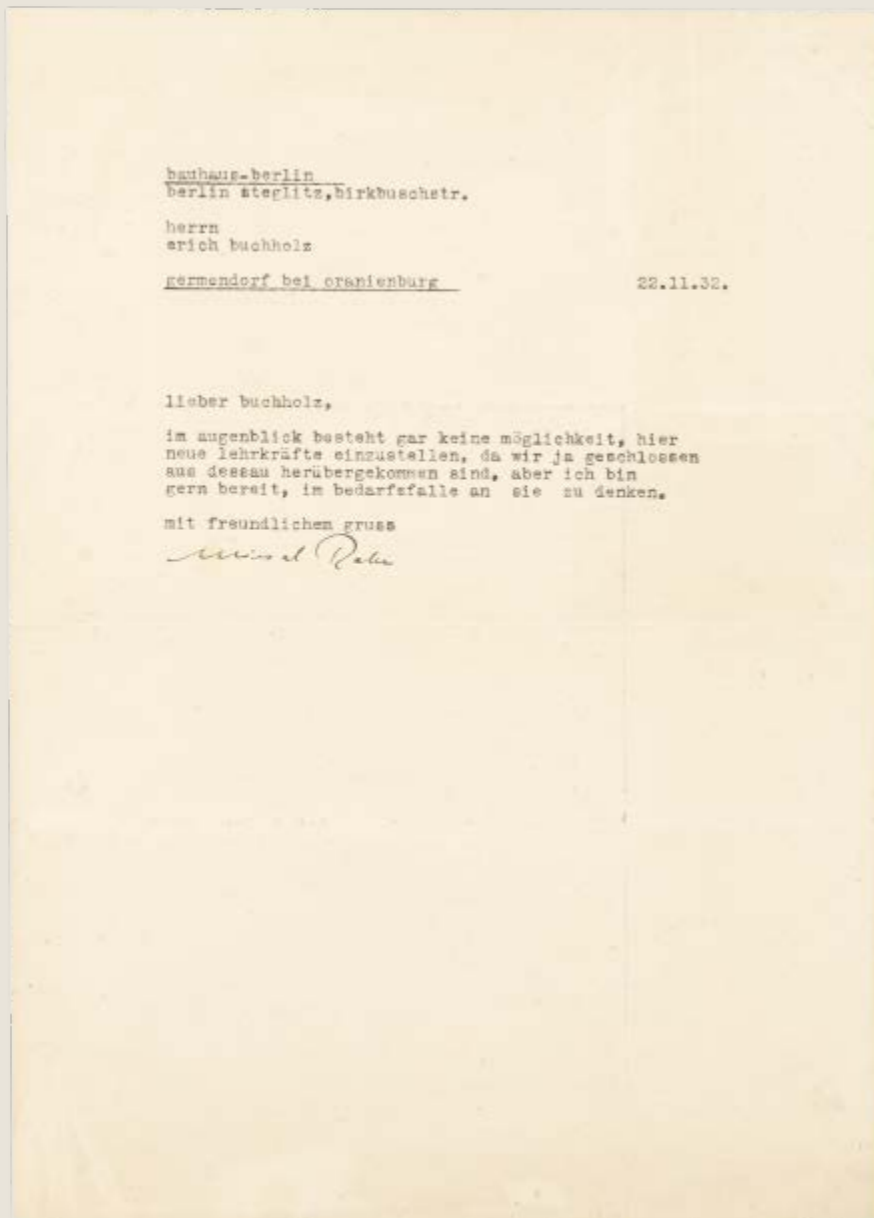 bauhaus-berlin
berlin steglitz,birkbuschstr.
herrn
erich buchholz
germendorf bei oranienburg 22.11.32.
lieber buchholz,
im augenblick besteht gar keine möglichkeit, hier
neue lehrkräfte einzustellen, da wir ja geschlossen
aus dessau herübergekommen sind, aber ich bin
gern bereit, im bedarfsfalle an sie zu denken.
mit freundlichem gruss